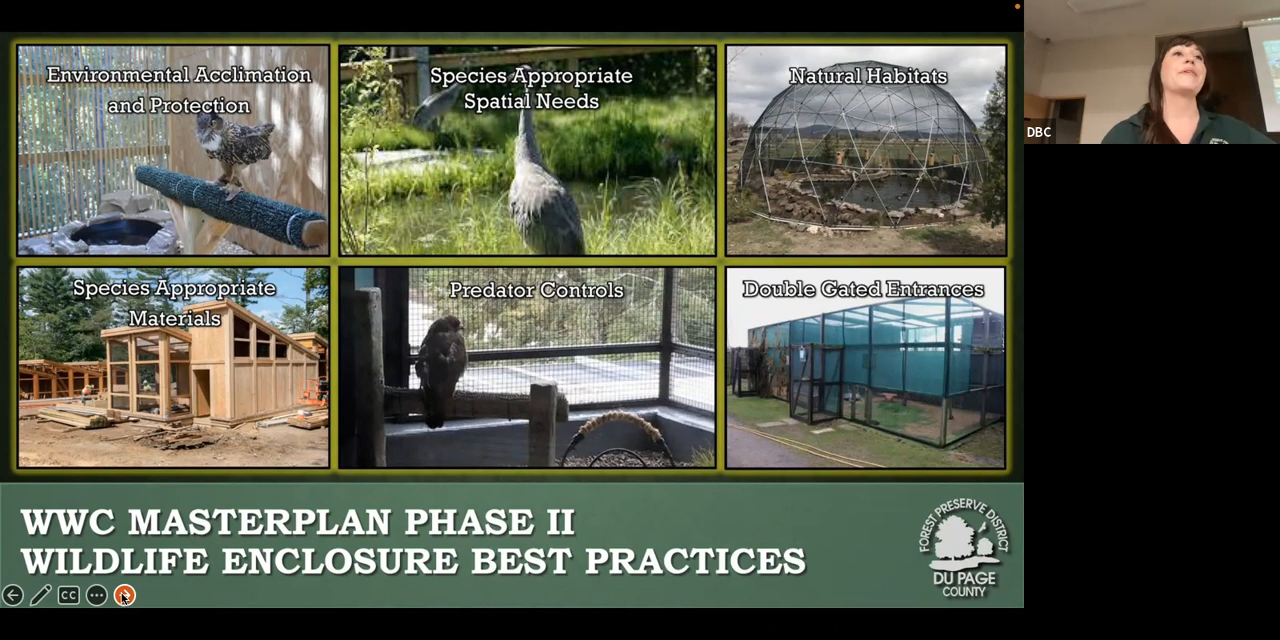 Environmental Acclimation
and Protection
Species Appropriate
Spatial Needs
Natural Habitats
DBC
Species Appropriate
Materials
Predator Controls
Double Gated Entrances
WWC MASTERPLAN PHASE II
WILDLIFE ENCLOSURE BEST PRACTICES
FOREST PRESERVE DISTRICT
DU PAGE
COUNTY
CC